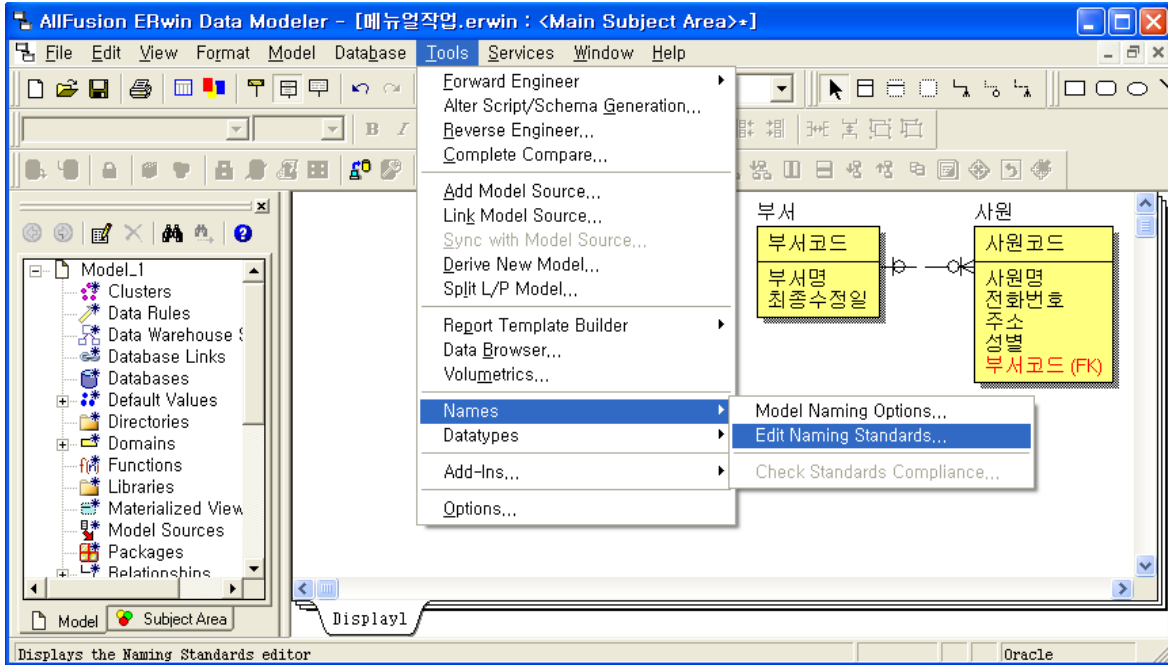 AllFusion ERwin Data Modeler - [메뉴얼작업.erwin : <Main Subject Area>*]
File Edit View Format Model Database Tools Services Window Help
B I
Model_1
Clusters
Data Rules
Data Warehouse S
Database Links
Databases
Default Values
Directories
Domains
Functions
Libraries
Materialized View
Model Sources
Packages
Relationships
Model Subject Area
Forward Engineer
Alter Script/Schema Generation...
Reverse Engineer...
Complete Compare...
Add Model Source...
Link Model Source...
Sync with Model Source...
Derive New Model...
Split L/P Model...
Report Template Builder
Data Browser...
Volumetrics...
Names
Datatypes
Add-Ins...
Options...
Model Naming Options...
Edit Naming Standards...
Check Standards Compliance...
부서
부서코드
부서명
최종수정일
사원
사원코드
사원명
전화번호
주소
성별
부서코드 (FK)
Display1
Displays the Naming Standards editor
Oracle